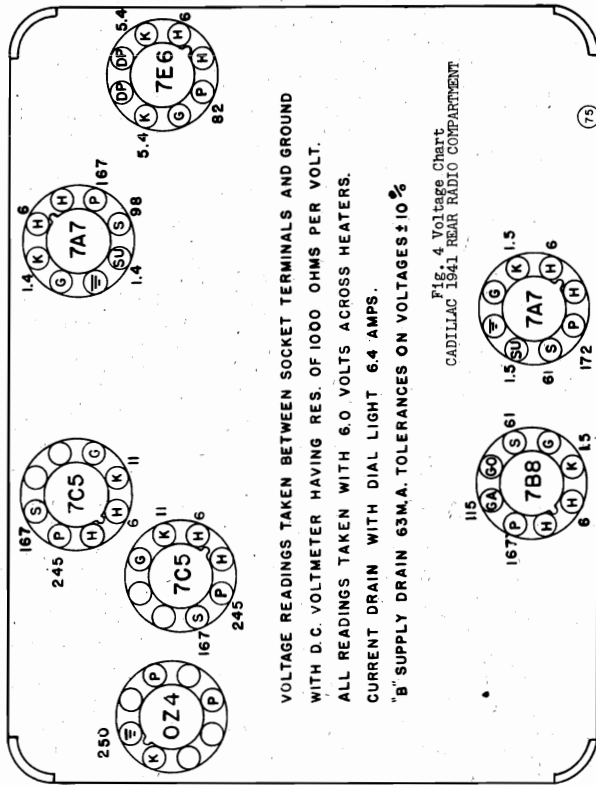 250
K ⏚ P P
0Z4
167
245
P S G K H H
7C5
11
6
G K H H P S
7C5
11
6
245
167
1.4
6
G K H H P S SU ⏚
7A7
167
98
1.4
5.4
5.4
6
K DP DP K H H P G
7E6
82
VOLTAGE READINGS TAKEN BETWEEN SOCKET TERMINALS AND GROUND
WITH D.C. VOLTMETER HAVING RES. OF 1000 OHMS PER VOLT.
ALL READINGS TAKEN WITH 6.0 VOLTS ACROSS HEATERS.
CURRENT DRAIN WITH DIAL LIGHT 6.4 AMPS.
"B" SUPPLY DRAIN 63M.A. TOLERANCES ON VOLTAGES ± 10 %
Fig. 4 Voltage Chart
CADILLAC 1941 REAR RADIO COMPARTMENT
115
167
61
P GA GO S G K H H
7B8
6
1.5
1.5
1.5
SU ⏚ G K H H P S
7A7
61
6
172
75